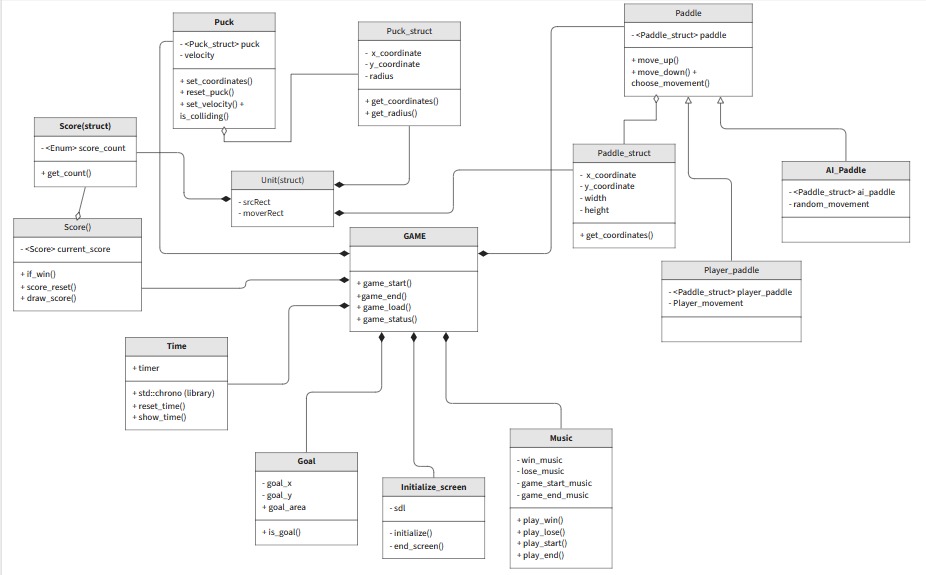 Puck
- <Puck_struct> puck
- velocity
+ set_coordinates()
+ reset_puck()
+ set_velocity() +
is_colliding()
Puck_struct
- x_coordinate
- y_coordinate
- radius
+ get_coordinates()
+ get_radius()
Paddle
- <Paddle_struct> paddle
+ move_up()
+ move_down() +
choose_movement()
Score(struct)
- <Enum> score_count
+ get_count()
Unit(struct)
- srcRect
- moverRect
Paddle_struct
- x_coordinate
- y_coordinate
- width
- height
+ get_coordinates()
AI_Paddle
- <Paddle_struct> ai_paddle
- random_movement
Score()
- <Score> current_score
+ if_win()
+ score_reset()
+ draw_score()
GAME
+ game_start()
+game_end()
+ game_load()
+ game_status()
Player_paddle
- <Paddle_struct> player_paddle
- Player_movement
Time
+ timer
+ std::chrono (library)
+ reset_time()
+ show_time()
Goal
- goal_x
- goal_y
+ goal_area
+ is_goal()
Initialize_screen
- sdl
- initialize()
- end_screen()
Music
- win_music
- lose_music
- game_start_music
- game_end_music
+ play_win()
+ play_lose()
+ play_start()
+ play_end()